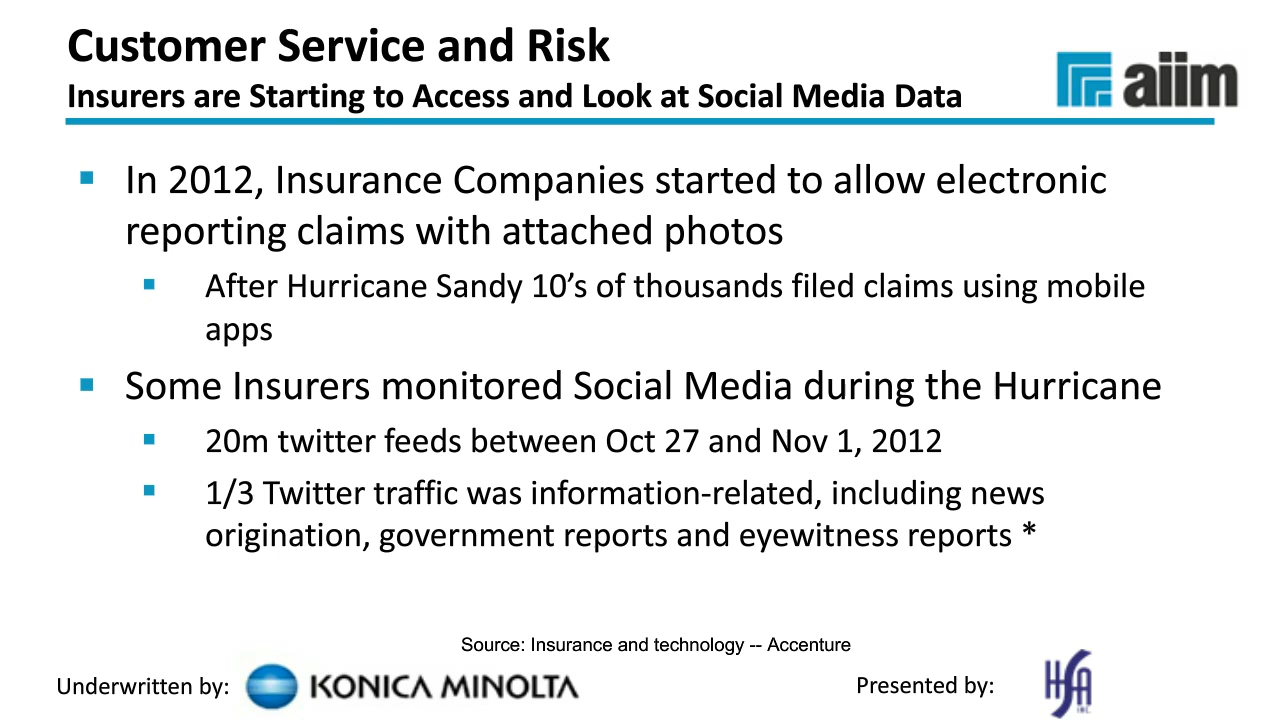 Customer Service and Risk
Insurers are Starting to Access and Look at Social Media Data
aiim
In 2012, Insurance Companies started to allow electronic
reporting claims with attached photos
After Hurricane Sandy 10’s of thousands filed claims using mobile
apps
Some Insurers monitored Social Media during the Hurricane
20m twitter feeds between Oct 27 and Nov 1, 2012
1/3 Twitter traffic was information-related, including news
origination, government reports and eyewitness reports *
Source: Insurance and technology -- Accenture
Underwritten by: KONICA MINOLTA
Presented by: HSA INC.